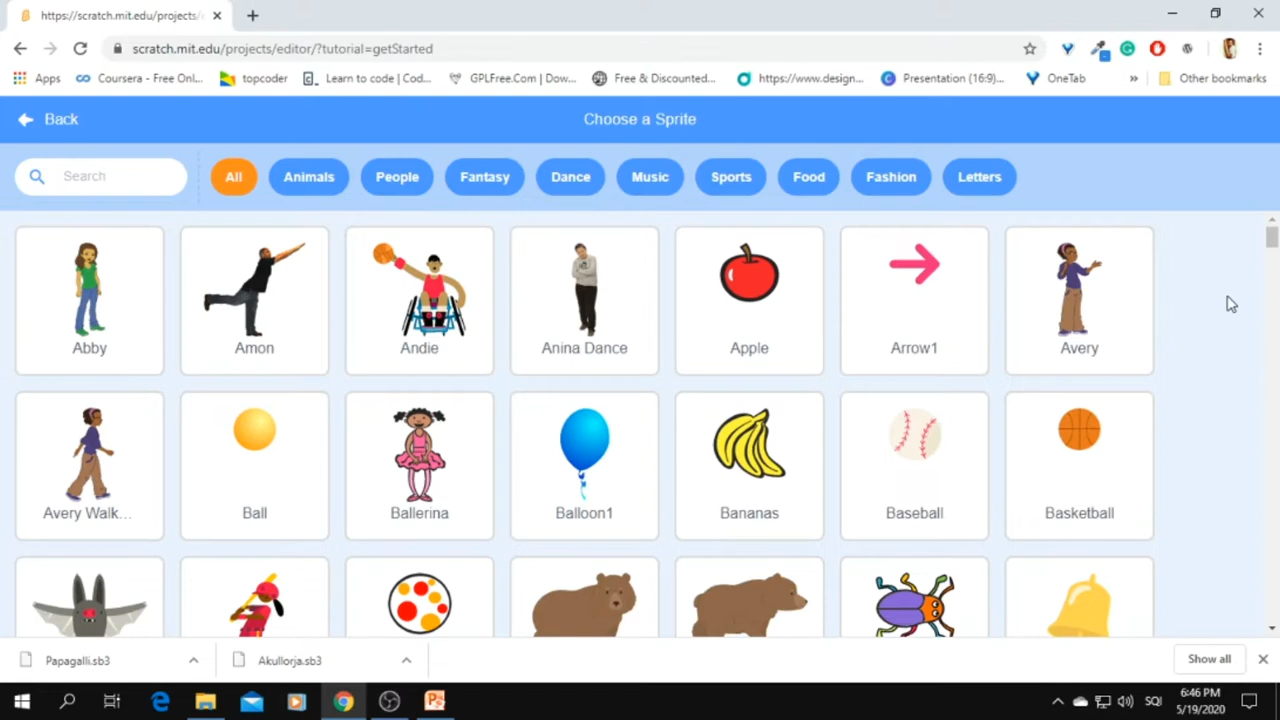 https://scratch.mit.edu/projects/e
scratch.mit.edu/projects/editor/?tutorial=getStarted
Apps Coursera - Free Onl... topcoder Learn to code | Cod... GPLFree.Com | Dow... Free & Discounted... https://www.design... Presentation (16:9)... OneTab » Other bookmarks
Back Choose a Sprite
Search All Animals People Fantasy Dance Music Sports Food Fashion Letters
Abby Amon Andie Anina Dance Apple Arrow1 Avery
Avery Walk... Ball Ballerina Balloon1 Bananas Baseball Basketball
Papagalli.sb3 Akullorja.sb3 Show all
SQI 6:46 PM
5/19/2020